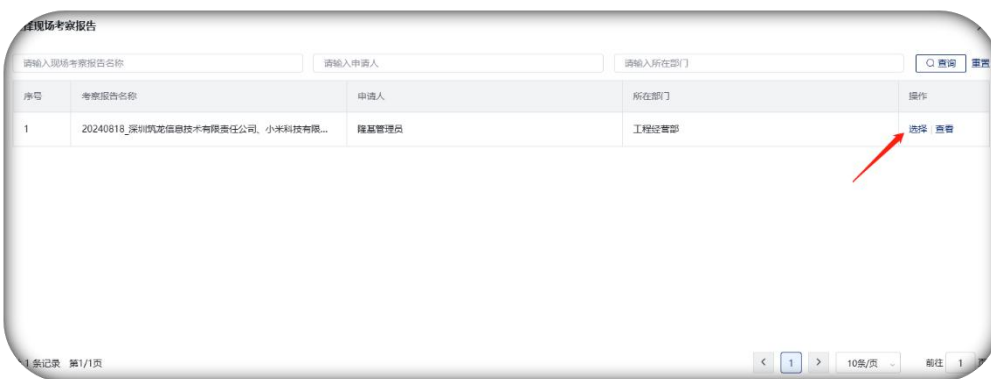 择现场考察报告
请输入现场考察报告名称 请输入申请人 请输入所在部门 查询 重置
序号 考察报告名称 申请人 所在部门 操作
1 20240818_深圳筑龙信息技术有限责任公司、小米科技有限... 隆基管理员 工程经营部 选择 查看
1 条记录 第1/1页 < 1 > 10条/页 前往 1